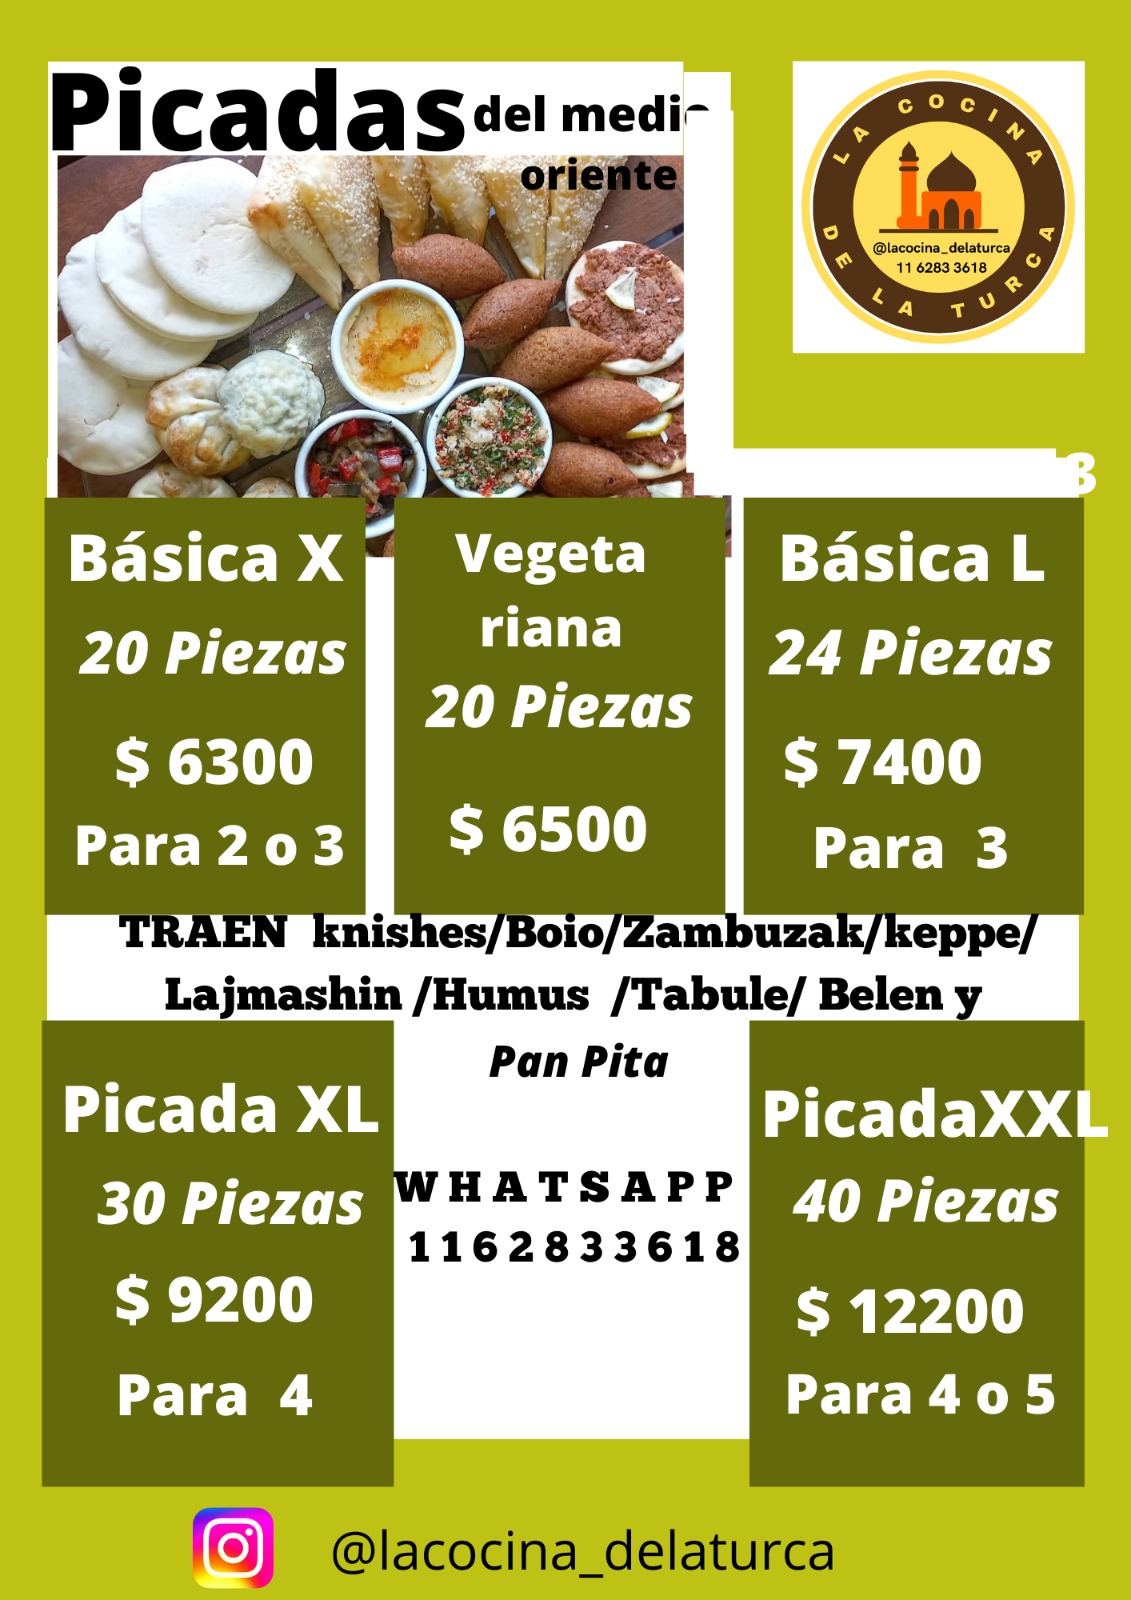 Picadas del medio
oriente
LA COCINA
DE LA TURCA
@lacocina_delaturca
11 6283 3618
3
Básica X
20 Piezas
$ 6300
Para 2 o 3
Vegeta
riana
20 Piezas
$ 6500
Básica L
24 Piezas
$ 7400
Para 3
TRAEN knishes/Boio/Zambuzak/keppe/
Lajmashin /Humus /Tabule/ Belen y
Pan Pita
Picada XL
30 Piezas
$ 9200
Para 4
WHATSAPP
1162833618
PicadaXXL
40 Piezas
$ 12200
Para 4 o 5
@lacocina_delaturca